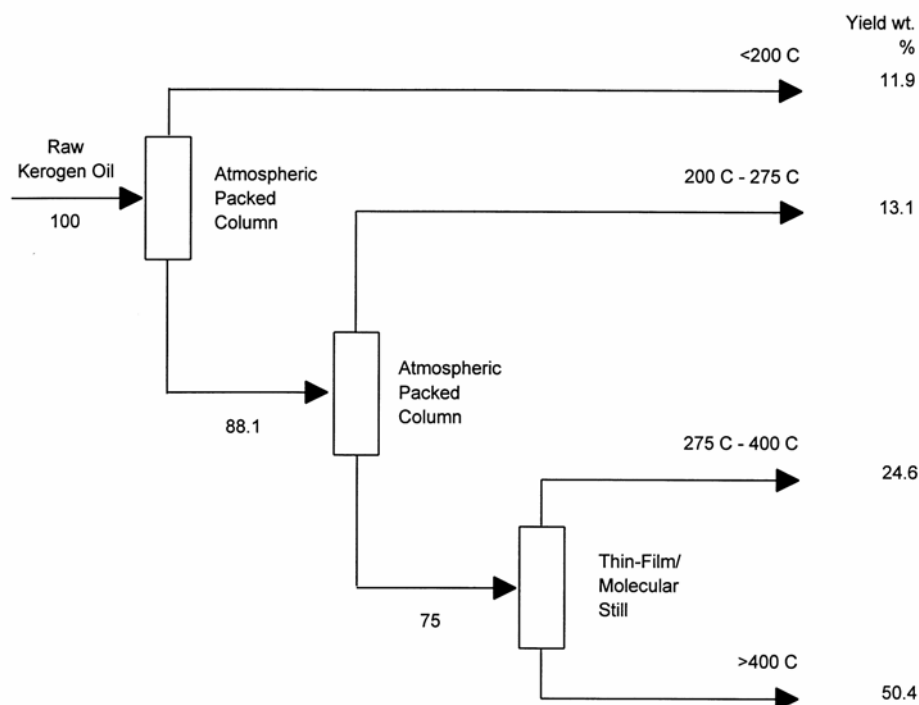 Yield wt.
%
<200 C
11.9
Raw
Kerogen Oil
100
Atmospheric
Packed
Column
200 C - 275 C
13.1
88.1
Atmospheric
Packed
Column
275 C - 400 C
24.6
75
Thin-Film/
Molecular
Still
>400 C
50.4